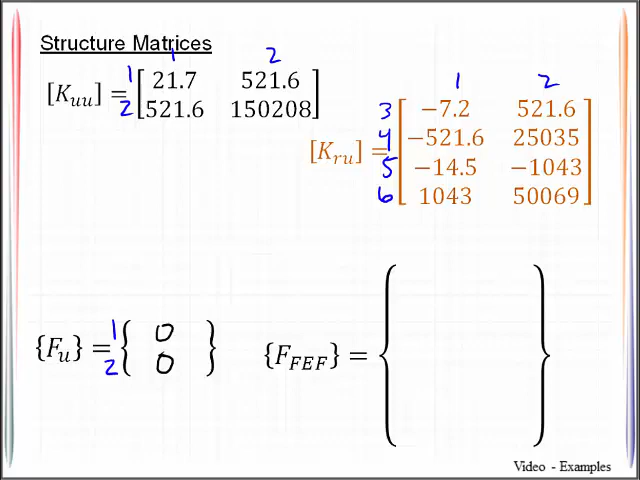 Structure Matrices
1 2
[K_uu] = 1 [ 21.7 521.6 ]
2 [ 521.6 150208 ]
1 2
[K_ru] = 3 [ −7.2 521.6 ]
4 [ −521.6 25035 ]
5 [ −14.5 −1043 ]
6 [ 1043 50069 ]
{F_u} = 1 { 0 }
2 { 0 }
{F_FEF} = { }
Video - Examples